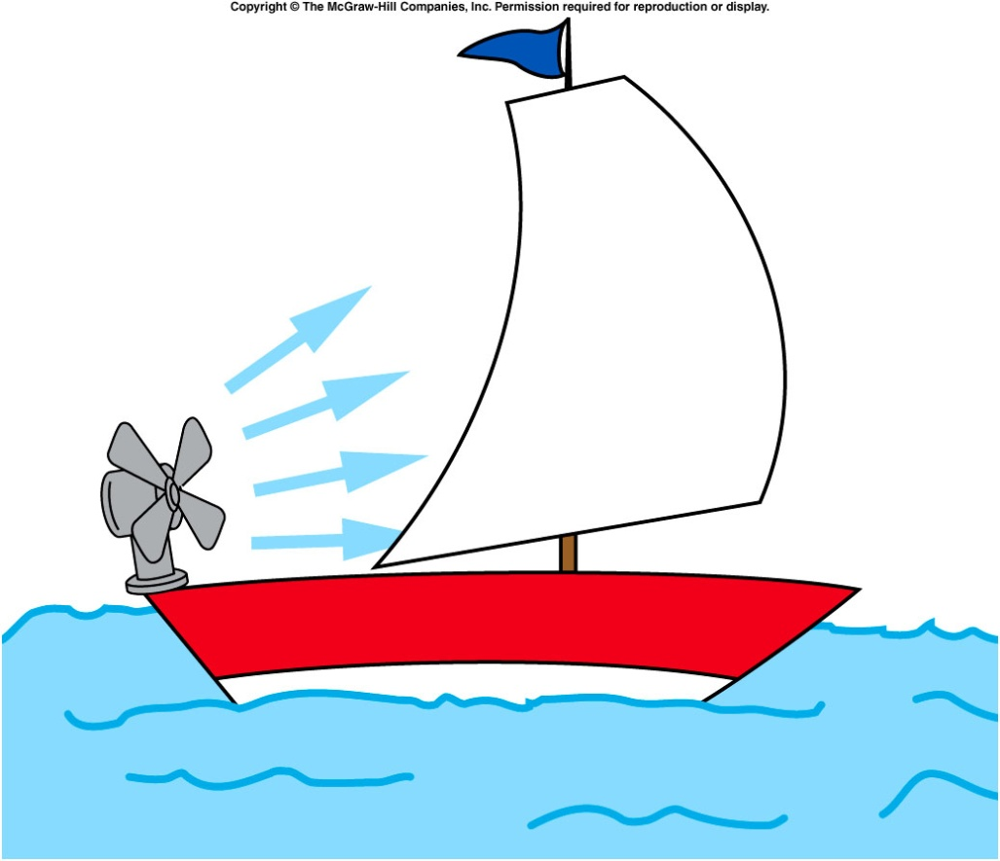 Copyright © The McGraw-Hill Companies, Inc. Permission required for reproduction or display.